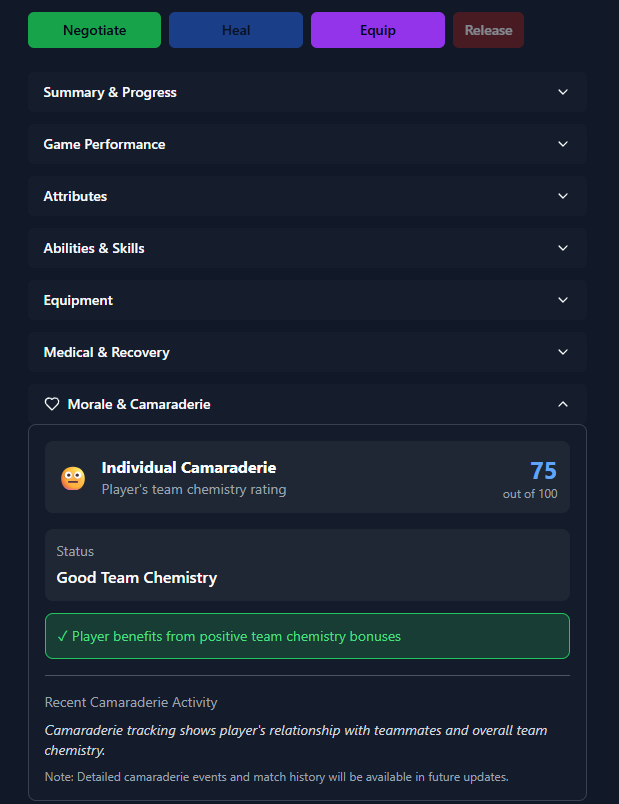 Negotiate
Heal
Equip
Release
Summary & Progress
Game Performance
Attributes
Abilities & Skills
Equipment
Medical & Recovery
Morale & Camaraderie
Individual Camaraderie
Player's team chemistry rating
75
out of 100
Status
Good Team Chemistry
✓ Player benefits from positive team chemistry bonuses
Recent Camaraderie Activity
Camaraderie tracking shows player's relationship with teammates and overall team
chemistry.
Note: Detailed camaraderie events and match history will be available in future updates.